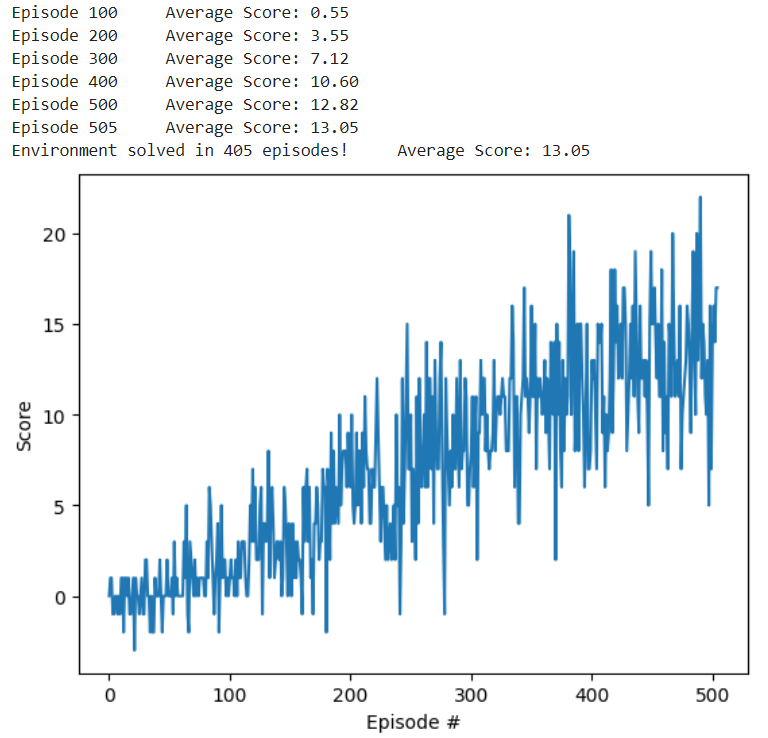 Episode 100     Average Score: 0.55
Episode 200     Average Score: 3.55
Episode 300     Average Score: 7.12
Episode 400     Average Score: 10.60
Episode 500     Average Score: 12.82
Episode 505     Average Score: 13.05
Environment solved in 405 episodes!     Average Score: 13.05
20
15
10
5
0
Score
0 100 200 300 400 500
Episode #